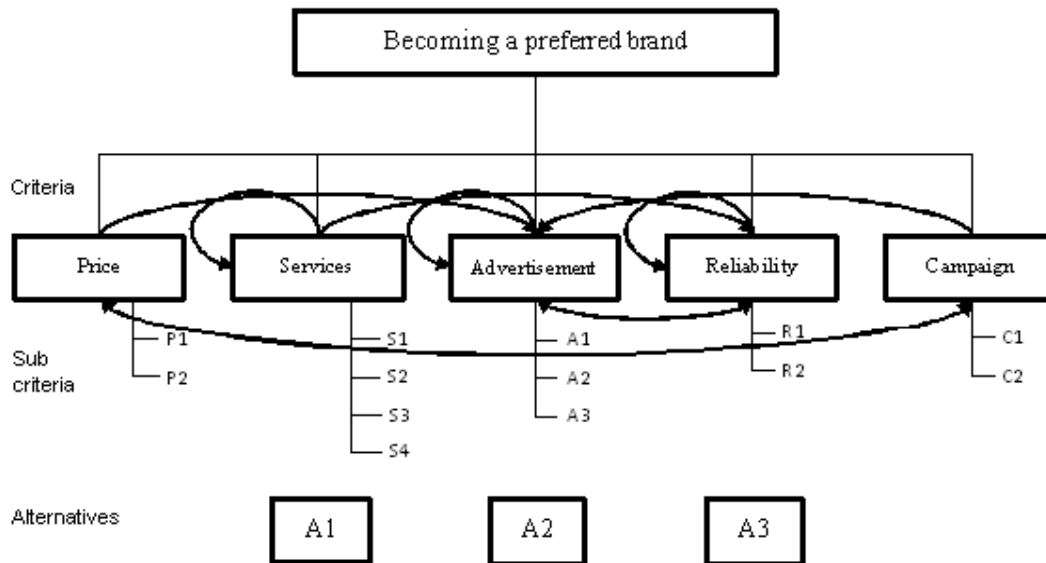 Becoming a preferred brand
Criteria
Price
Services
Advertisement
Reliability
Campaign
Sub
criteria
P1
P2
S1
S2
S3
S4
A1
A2
A3
R1
R2
C1
C2
Alternatives
A1
A2
A3